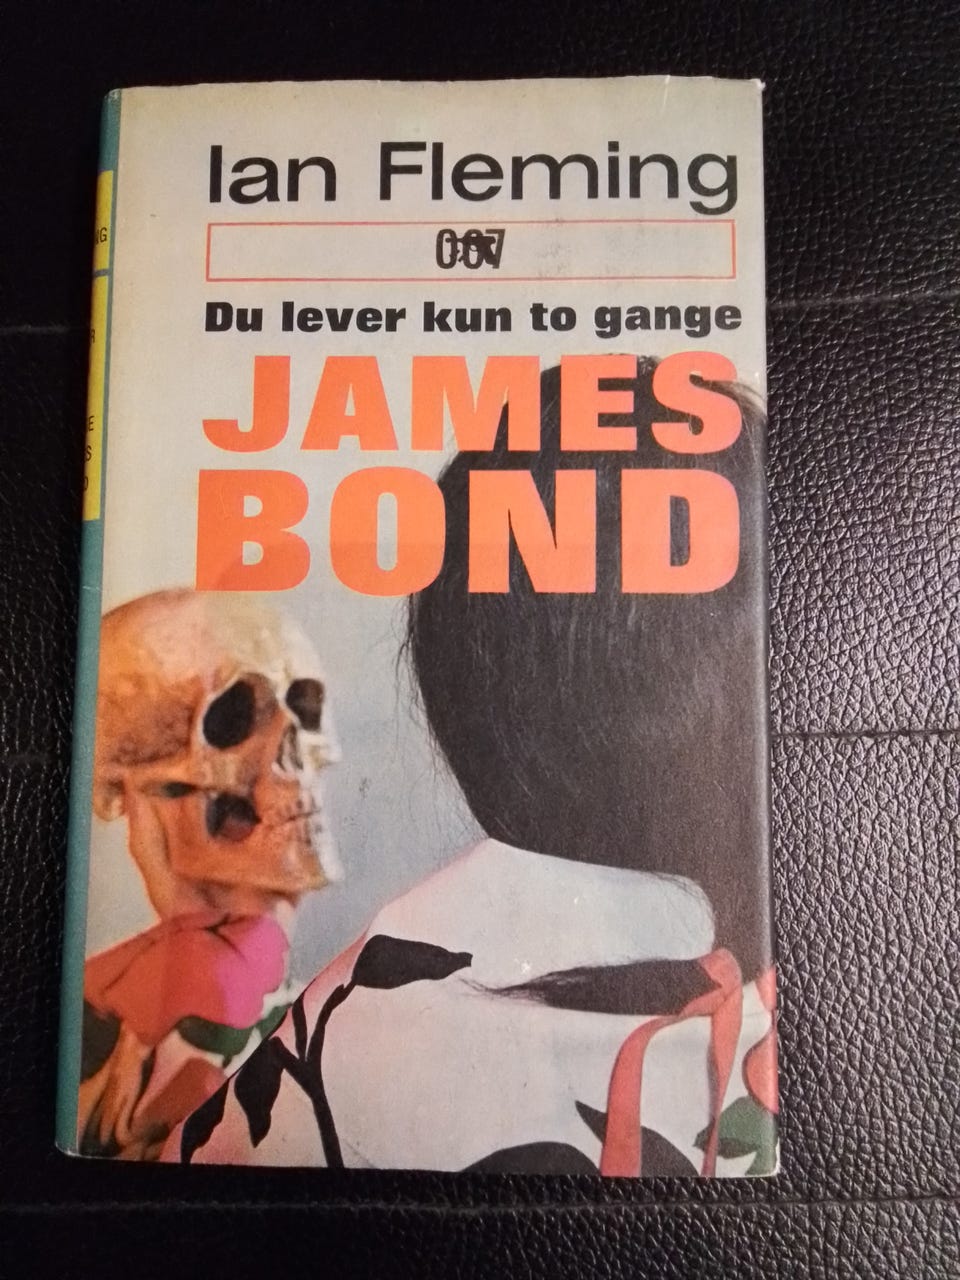 Ian Fleming
007
Du lever kun to gange
JAMES
BOND